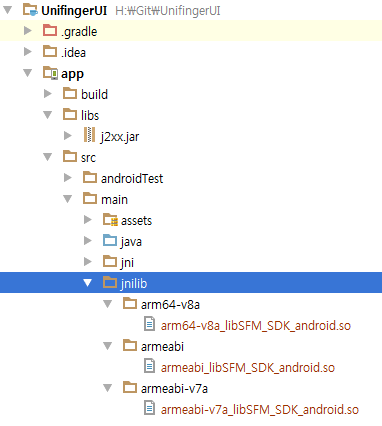 UnifingerUI H:₩Git₩UnifingerUI
.gradle
.idea
app
build
libs
j2xx.jar
src
androidTest
main
assets
java
jni
jnilib
arm64-v8a
arm64-v8a_libSFM_SDK_android.so
armeabi
armeabi_libSFM_SDK_android.so
armeabi-v7a
armeabi-v7a_libSFM_SDK_android.so